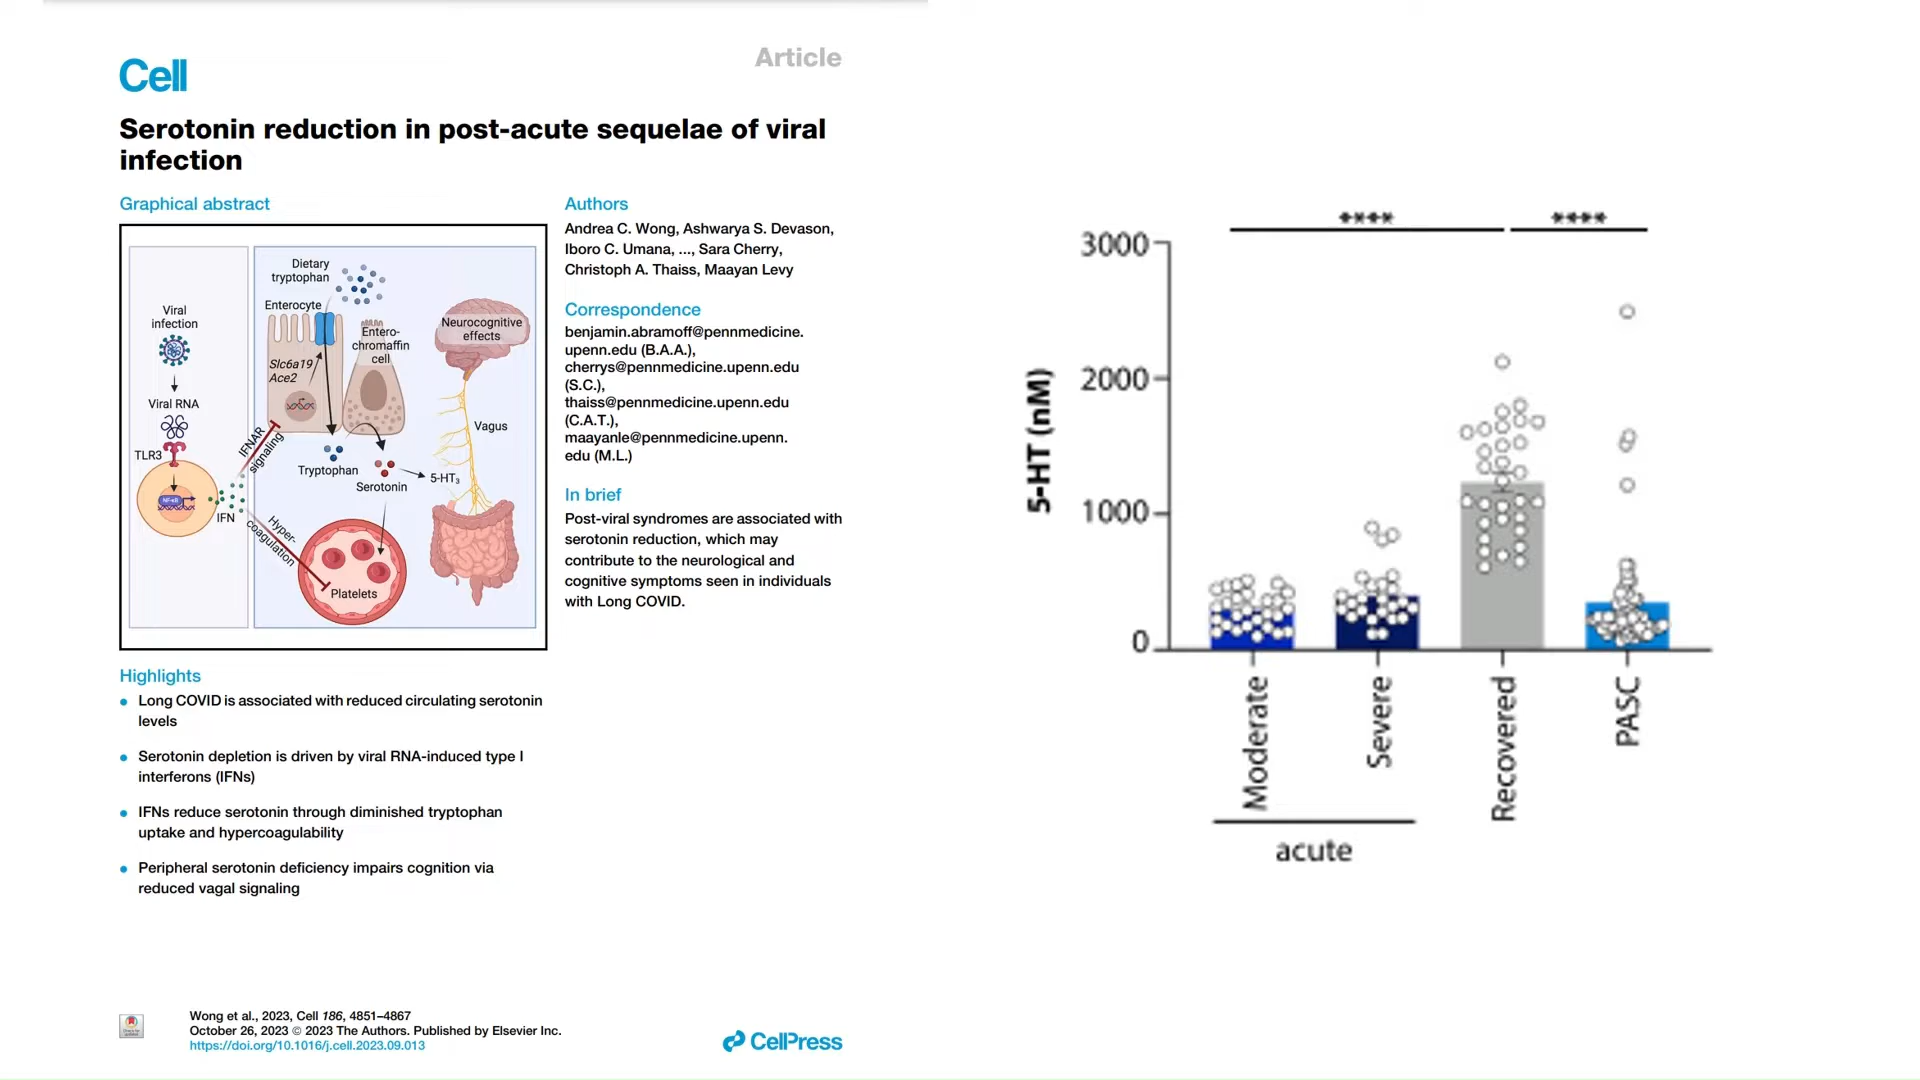 Article
Cell
Serotonin reduction in post-acute sequelae of viral
infection
Graphical abstract
Viral
infection
Viral RNA
TLR3
NF-κB
IFN
IFNAR
signaling
Hyper-
coagulation
Dietary
tryptophan
Enterocyte
Slc6a19
Ace2
Entero-
chromaffin
cell
Tryptophan
Serotonin
5-HT₃
Platelets
Neurocognitive
effects
Vagus
Authors
Andrea C. Wong, Ashwarya S. Devason,
Iboro C. Umana, ..., Sara Cherry,
Christoph A. Thaiss, Maayan Levy
Correspondence
benjamin.abramoff@pennmedicine.
upenn.edu (B.A.A.),
cherrys@pennmedicine.upenn.edu
(S.C.),
thaiss@pennmedicine.upenn.edu
(C.A.T.),
maayanle@pennmedicine.upenn.
edu (M.L.)
In brief
Post-viral syndromes are associated with
serotonin reduction, which may
contribute to the neurological and
cognitive symptoms seen in individuals
with Long COVID.
Highlights
• Long COVID is associated with reduced circulating serotonin
levels
• Serotonin depletion is driven by viral RNA-induced type I
interferons (IFNs)
• IFNs reduce serotonin through diminished tryptophan
uptake and hypercoagulability
• Peripheral serotonin deficiency impairs cognition via
reduced vagal signaling
Wong et al., 2023, Cell 186, 4851–4867
October 26, 2023 © 2023 The Authors. Published by Elsevier Inc.
https://doi.org/10.1016/j.cell.2023.09.013
CellPress
**** ****
5-HT (nM)
3000
2000
1000
0
Moderate
Severe
Recovered
PASC
acute